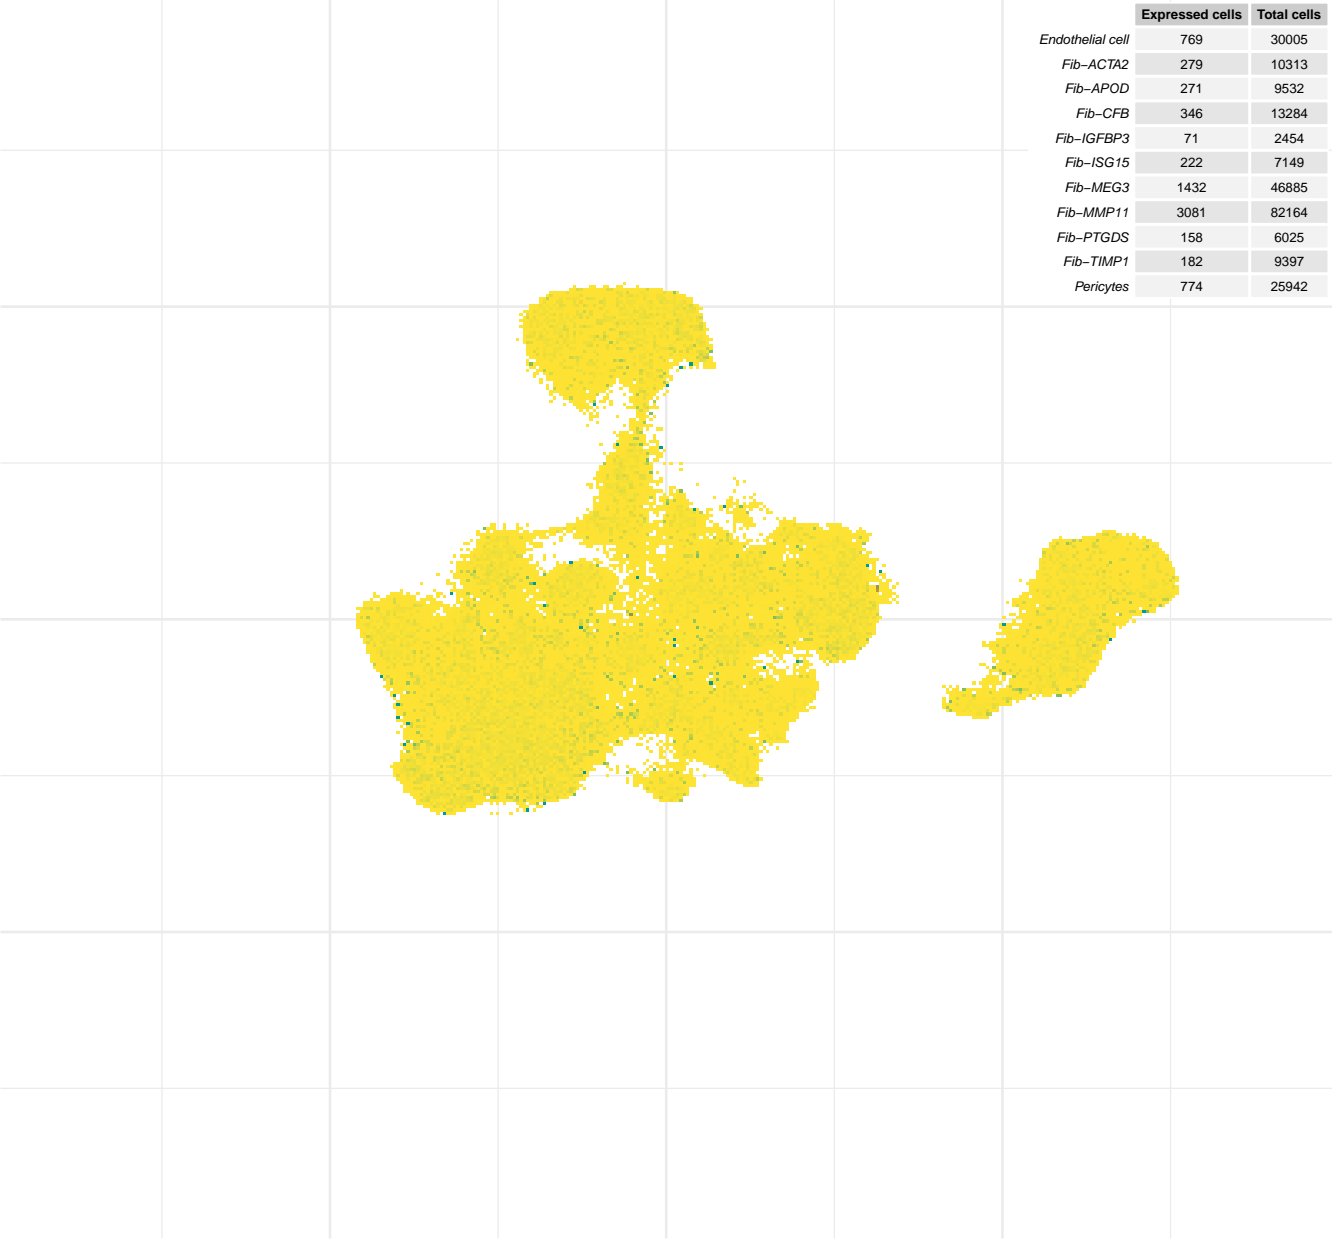 Expressed cells Total cells
Endothelial cell 769 30005
Fib−ACTA2 279 10313
Fib−APOD 271 9532
Fib−CFB 346 13284
Fib−IGFBP3 71 2454
Fib−ISG15 222 7149
Fib−MEG3 1432 46885
Fib−MMP11 3081 82164
Fib−PTGDS 158 6025
Fib−TIMP1 182 9397
Pericytes 774 25942